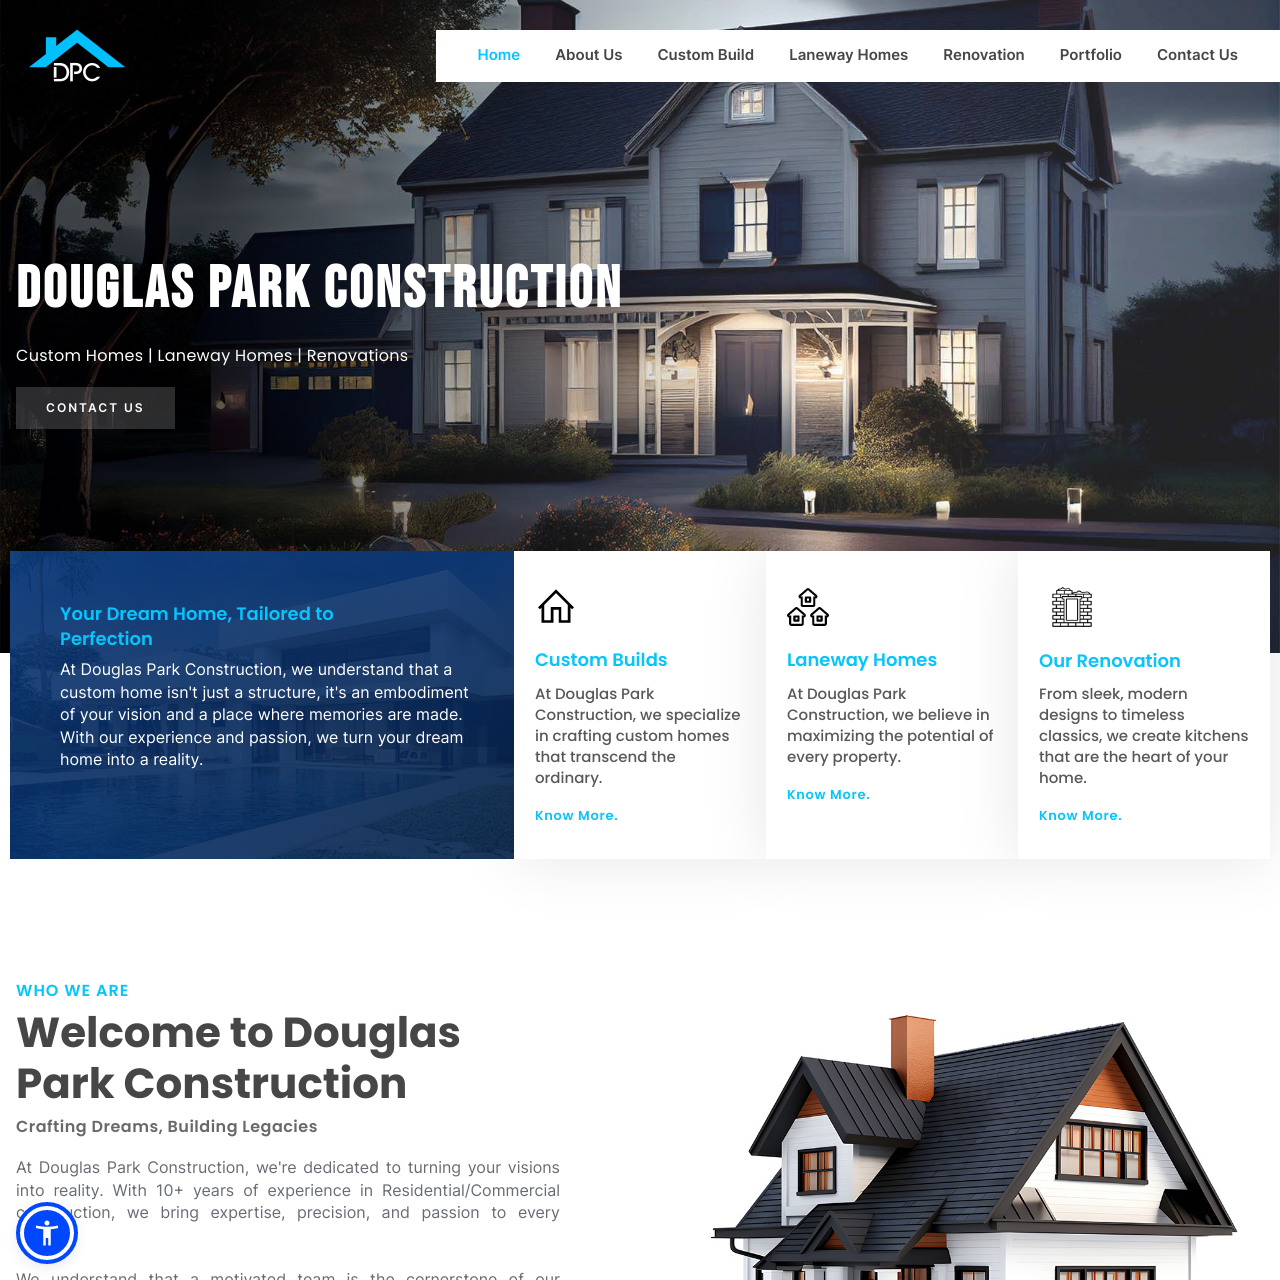 DPC
Home About Us Custom Build Laneway Homes Renovation Portfolio Contact Us
DOUGLAS PARK CONSTRUCTION
Custom Homes | Laneway Homes | Renovations
CONTACT US
Your Dream Home, Tailored to
Perfection
At Douglas Park Construction, we understand that a
custom home isn't just a structure, it's an embodiment
of your vision and a place where memories are made.
With our experience and passion, we turn your dream
home into a reality.
Custom Builds
At Douglas Park
Construction, we specialize
in crafting custom homes
that transcend the
ordinary.
Know More.
Laneway Homes
At Douglas Park
Construction, we believe in
maximizing the potential of
every property.
Know More.
Our Renovation
From sleek, modern
designs to timeless
classics, we create kitchens
that are the heart of your
home.
Know More.
WHO WE ARE
Welcome to Douglas
Park Construction
Crafting Dreams, Building Legacies
At Douglas Park Construction, we're dedicated to turning your visions
into reality. With 10+ years of experience in Residential/Commercial
we bring expertise, precision, and passion to every
We understand that a motivated team is the cornerstone of our